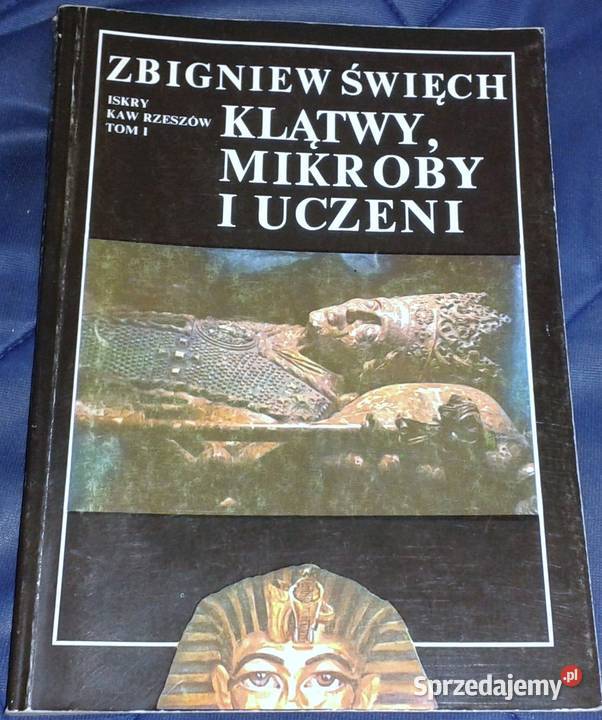 ZBIGNIEW ŚWIĘCH
ISKRY
KAW RZESZÓW
TOM I
KLĄTWY,
MIKROBY
I UCZENI
Sprzedajemy.pl